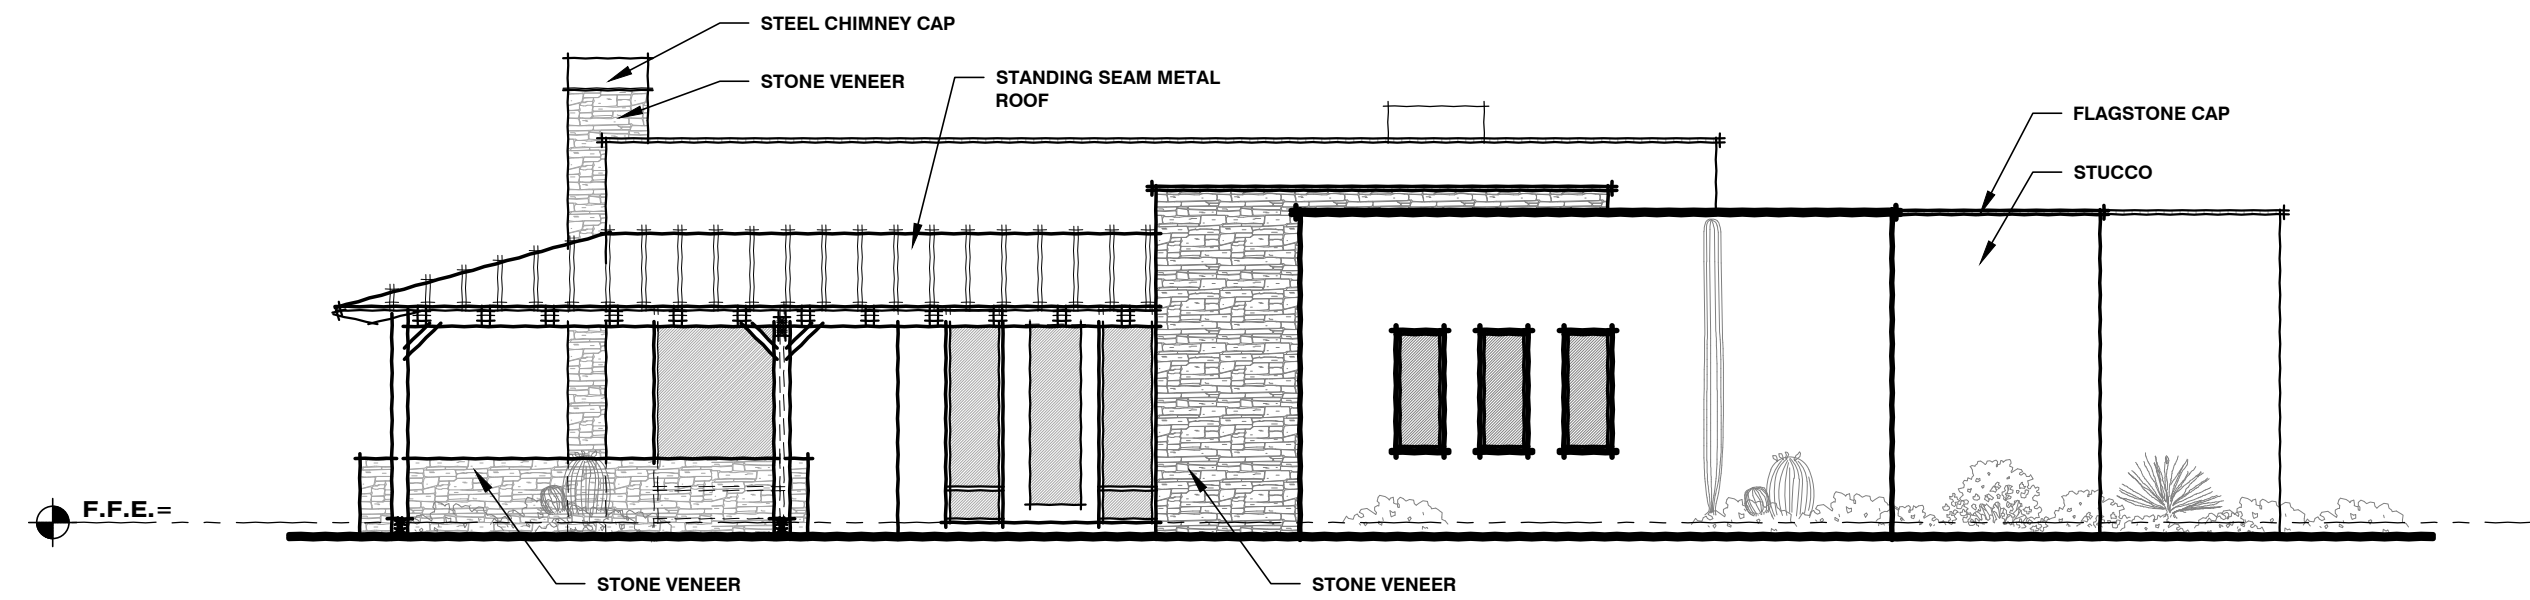 STEEL CHIMNEY CAP
STONE VENEER
STANDING SEAM METAL
ROOF
FLAGSTONE CAP
STUCCO
F.F.E.=
STONE VENEER
STONE VENEER